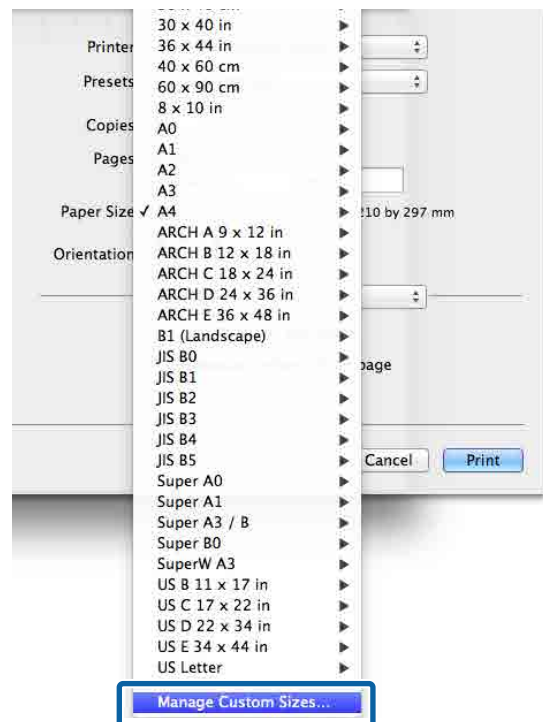 30 x 40 in
Printer 36 x 44 in
40 x 60 cm
Presets 60 x 90 cm
8 x 10 in
Copies A0
A1
Pages A2
A3
Paper Size ✓ A4 210 by 297 mm
ARCH A 9 x 12 in
Orientation ARCH B 12 x 18 in
ARCH C 18 x 24 in
ARCH D 24 x 36 in
ARCH E 36 x 48 in
B1 (Landscape)
JIS B0
page
JIS B1
JIS B2
JIS B3
JIS B4
JIS B5 Cancel Print
Super A0
Super A1
Super A3 / B
Super B0
SuperW A3
US B 11 x 17 in
US C 17 x 22 in
US D 22 x 34 in
US E 34 x 44 in
US Letter
Manage Custom Sizes...